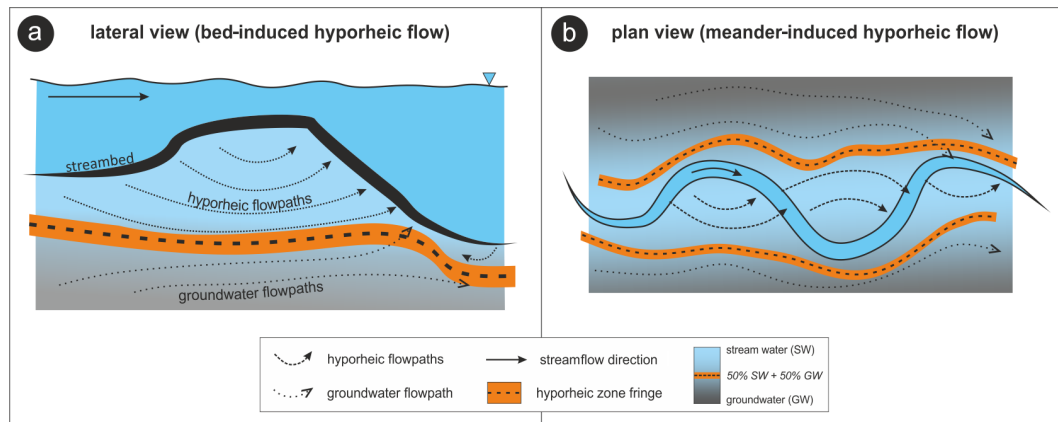 a
lateral view (bed-induced hyporheic flow)
streambed
hyporheic flowpaths
groundwater flowpaths
b
plan view (meander-induced hyporheic flow)
hyporheic flowpaths
streamflow direction
groundwater flowpath
hyporheic zone fringe
stream water (SW)
50% SW + 50% GW
groundwater (GW)